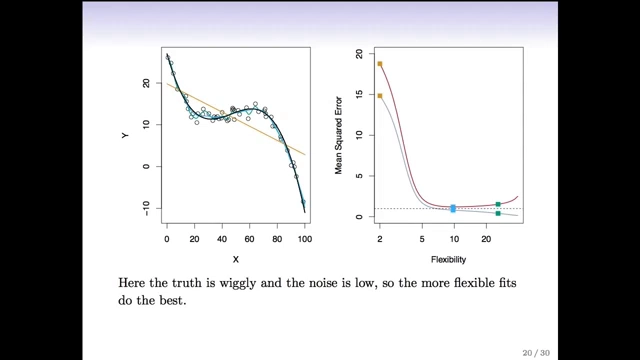 20
10
0
−10
Y
0 20 40 60 80 100
X
20
15
10
5
0
Mean Squared Error
2 5 10 20
Flexibility
Here the truth is wiggly and the noise is low, so the more flexible fits
do the best.
20 / 30